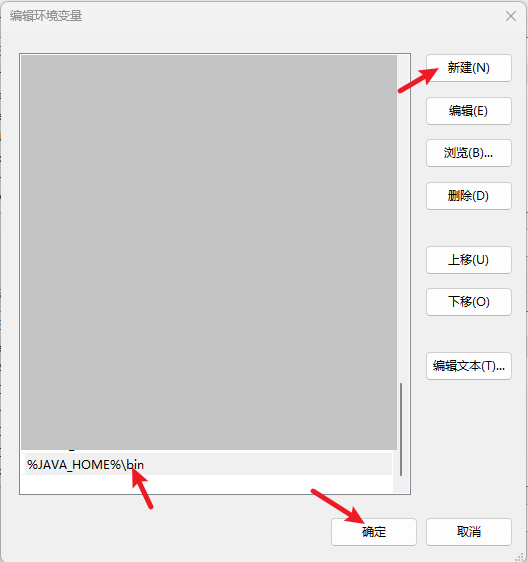 编辑环境变量
新建(N)
编辑(E)
浏览(B)...
删除(D)
上移(U)
下移(O)
编辑文本(T)...
%JAVA_HOME%\bin
确定
取消